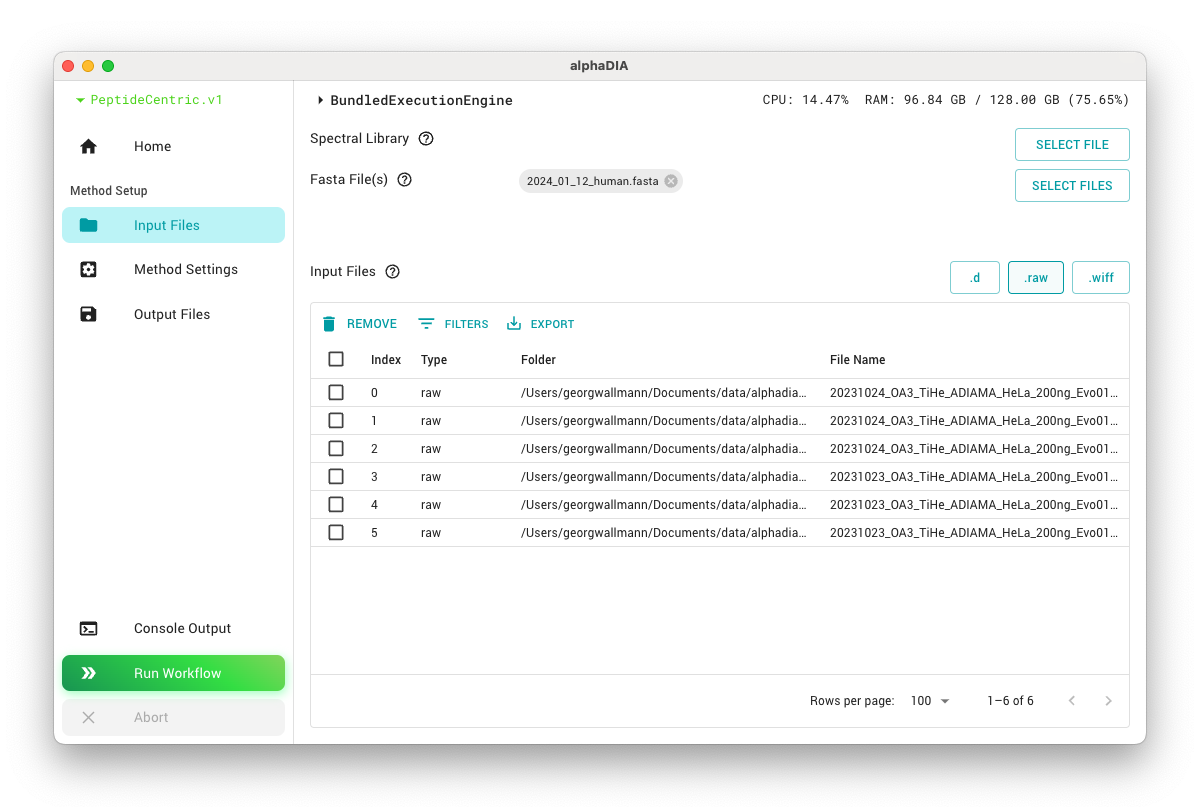 alphaDIA
PeptideCentric.v1
Home
Method Setup
Input Files
Method Settings
Output Files
Console Output
Run Workflow
Abort
BundledExecutionEngine
CPU: 14.47% RAM: 96.84 GB / 128.00 GB (75.65%)
Spectral Library
SELECT FILE
Fasta File(s)
2024_01_12_human.fasta
SELECT FILES
Input Files
.d .raw .wiff
REMOVE FILTERS EXPORT
Index Type Folder File Name
0 raw /Users/georgwallmann/Documents/data/alphadia... 20231024_OA3_TiHe_ADIAMA_HeLa_200ng_Evo01...
1 raw /Users/georgwallmann/Documents/data/alphadia... 20231024_OA3_TiHe_ADIAMA_HeLa_200ng_Evo01...
2 raw /Users/georgwallmann/Documents/data/alphadia... 20231024_OA3_TiHe_ADIAMA_HeLa_200ng_Evo01...
3 raw /Users/georgwallmann/Documents/data/alphadia... 20231023_OA3_TiHe_ADIAMA_HeLa_200ng_Evo01...
4 raw /Users/georgwallmann/Documents/data/alphadia... 20231023_OA3_TiHe_ADIAMA_HeLa_200ng_Evo01...
5 raw /Users/georgwallmann/Documents/data/alphadia... 20231023_OA3_TiHe_ADIAMA_HeLa_200ng_Evo01...
Rows per page: 100 1–6 of 6